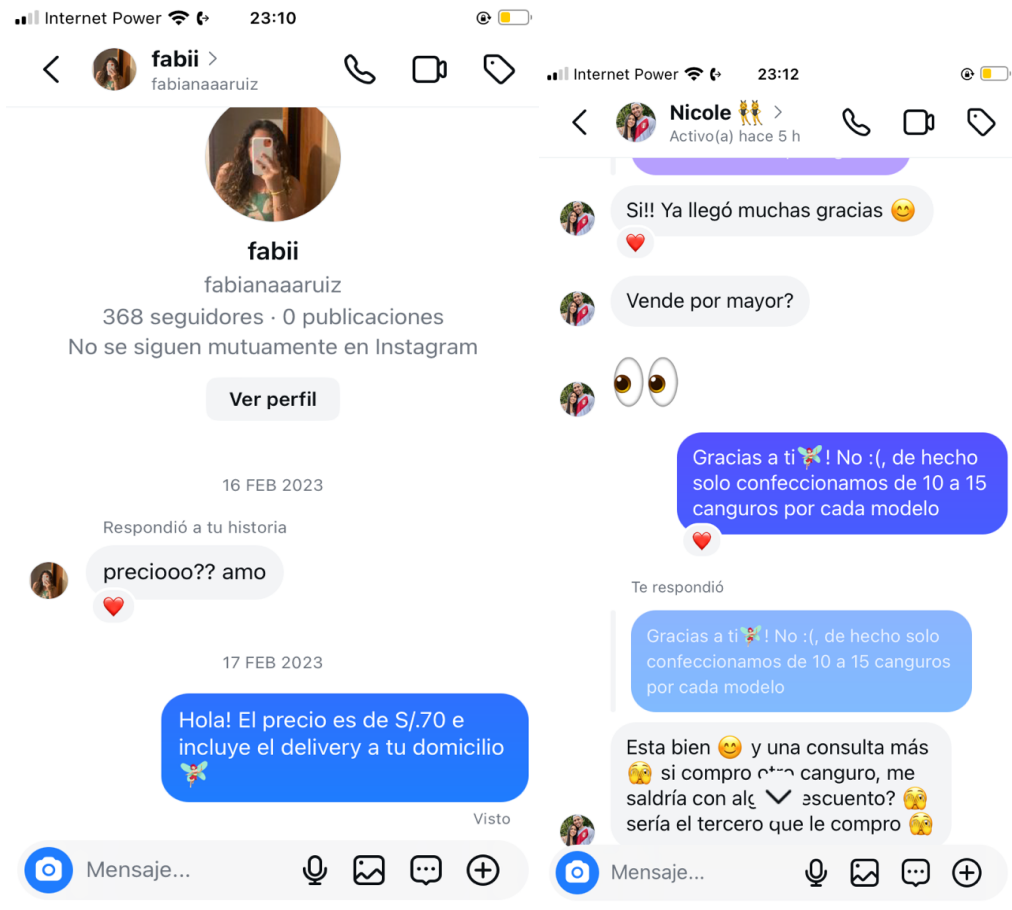 Internet Power
23:10
fabii
fabianaaaruiz
fabii
fabianaaaruiz
368 seguidores · 0 publicaciones
No se siguen mutuamente en Instagram
Ver perfil
16 FEB 2023
Respondió a tu historia
preciooo?? amo
❤️
17 FEB 2023
Hola! El precio es de S/.70 e
incluye el delivery a tu domicilio
🧚
Visto
Mensaje...
Internet Power
23:12
Nicole 👯
Activo(a) hace 5 h
Si!! Ya llegó muchas gracias 😊
❤️
Vende por mayor?
👀
Gracias a ti🧚! No :(, de hecho
solo confeccionamos de 10 a 15
canguros por cada modelo
❤️
Te respondió
Gracias a ti🧚! No :(, de hecho solo
confeccionamos de 10 a 15 canguros
por cada modelo
Esta bien 😊 y una consulta más
🫣 si compro otro canguro, me
saldría con escuento? 🫣
sería el tercero que le compro 🫣
Mensaje...